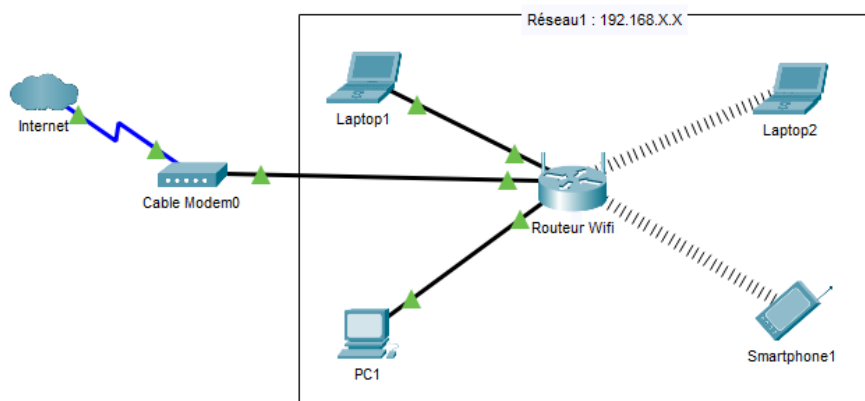 Réseau1 : 192.168.X.X
Internet
Laptop1
Laptop2
Cable Modem0
Routeur Wifi
PC1
Smartphone1